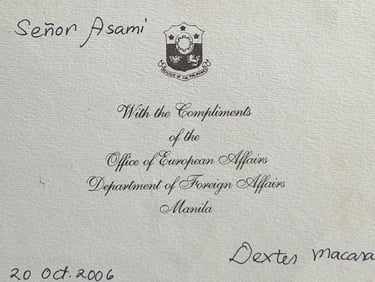 Señor Asami
With the Compliments
of the
Office of European Affairs
Department of Foreign Affairs
Manila
Dexter Macara
20 Oct. 2006